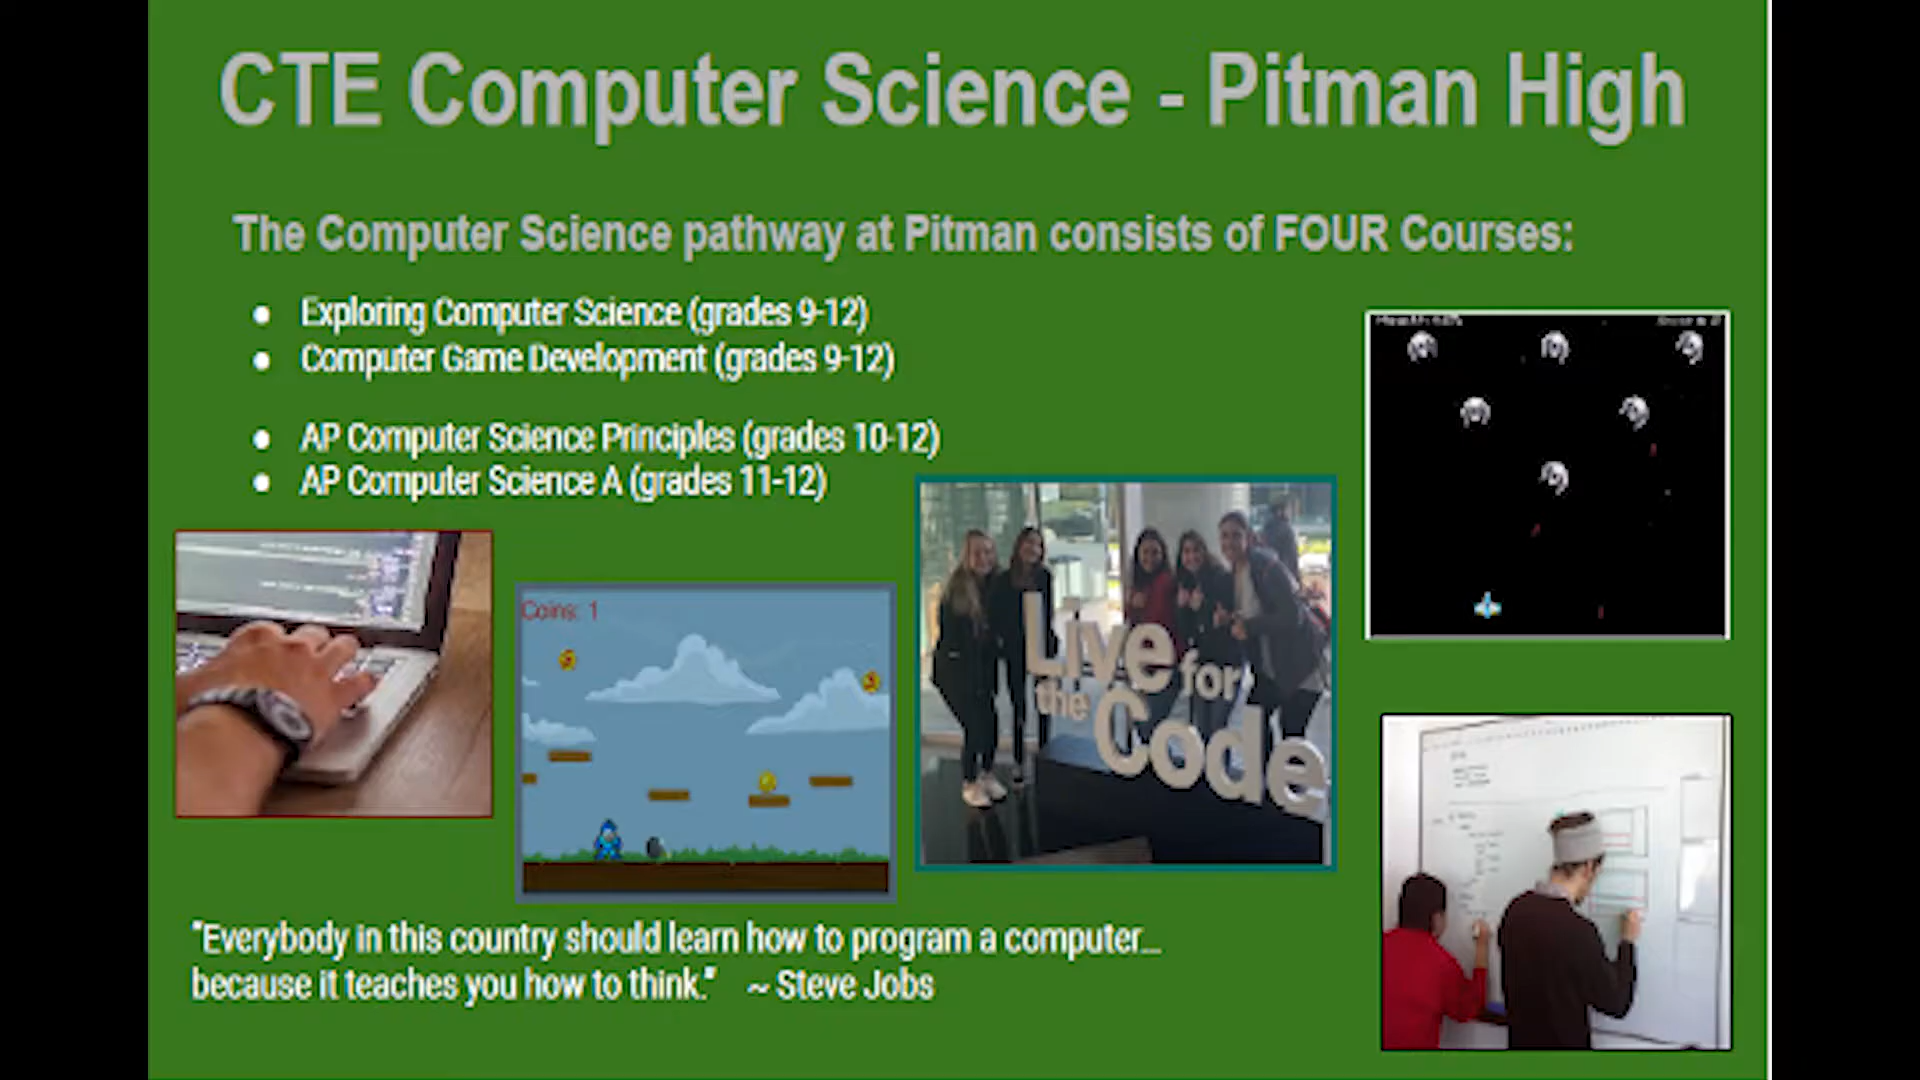 CTE Computer Science - Pitman High
The Computer Science pathway at Pitman consists of FOUR Courses:
● Exploring Computer Science (grades 9-12)
● Computer Game Development (grades 9-12)
● AP Computer Science Principles (grades 10-12)
● AP Computer Science A (grades 11-12)
Coins: 1
Live for
the Code
"Everybody in this country should learn how to program a computer...
because it teaches you how to think." ~ Steve Jobs